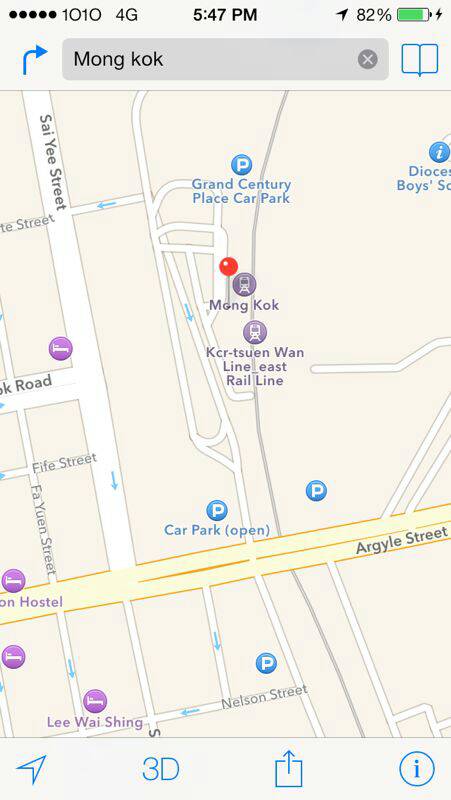 1O1O 4G 5:47 PM 82%
Mong kok
Sai Yee Street
Grand Century
Place Car Park
Dioces
Boys' Sc
te Street
Mong Kok
Kcr-tsuen Wan
Line_east
Rail Line
ok Road
Fife Street
Fa Yuen Street
Car Park (open)
Argyle Street
on Hostel
Nelson Street
Lee Wai Shing
S
3D